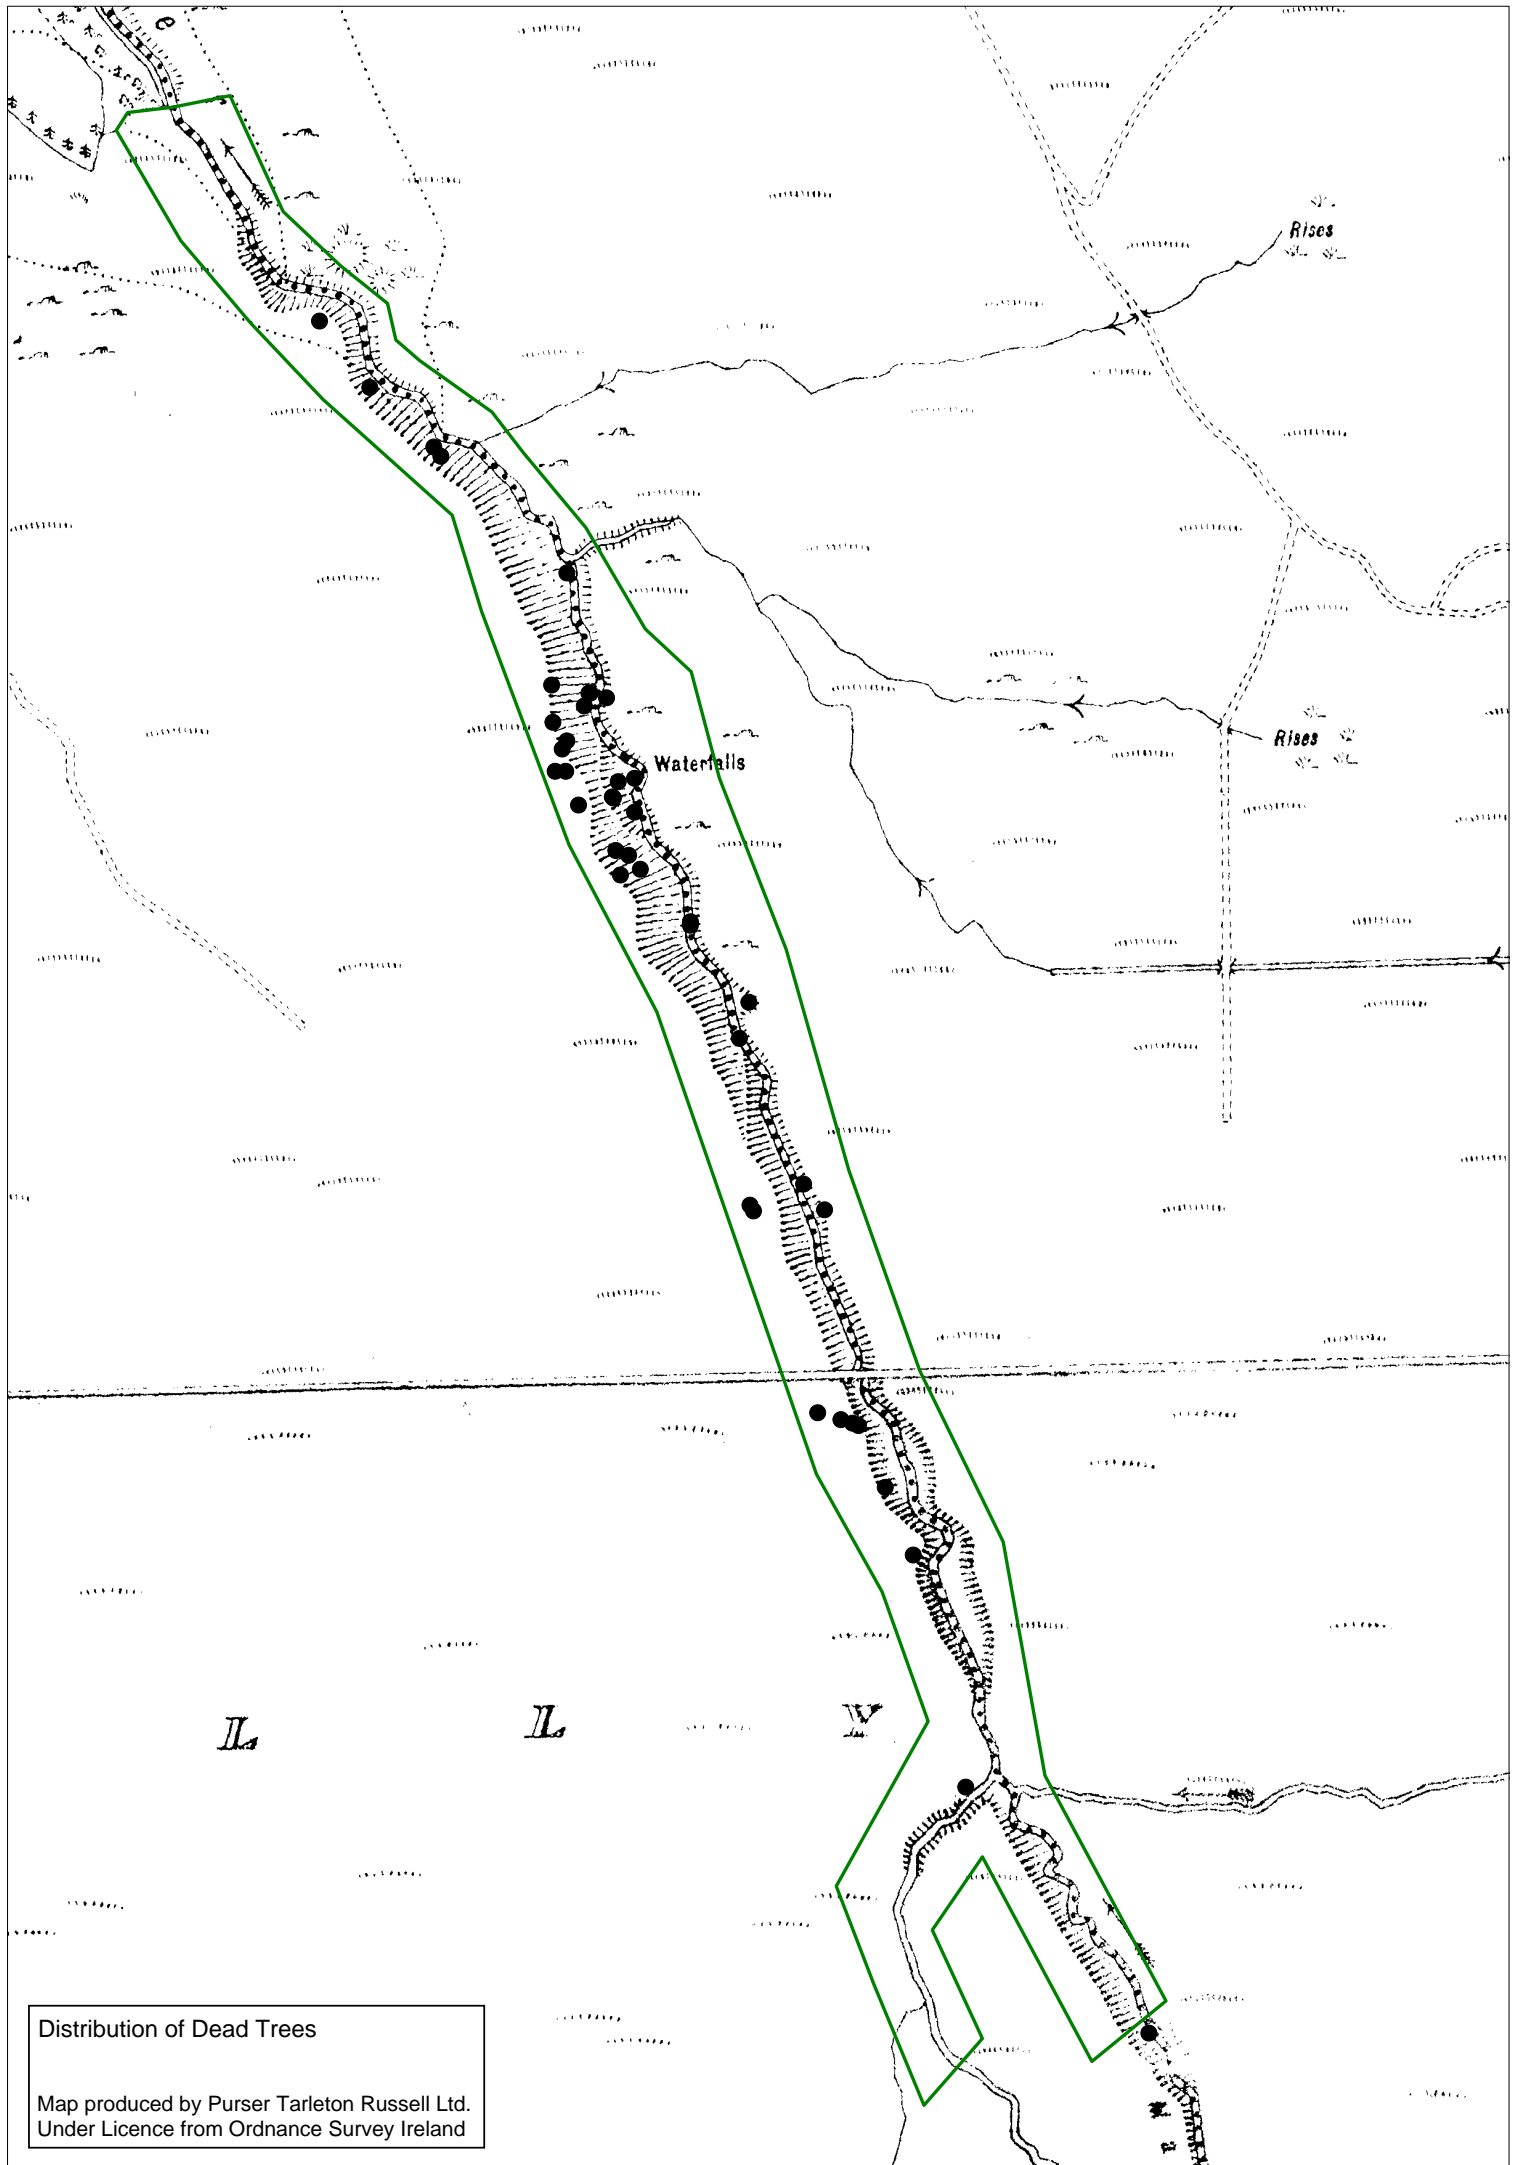 e
Rises
Rises
Waterfalls
L L Y
Distribution of Dead Trees
Map produced by Purser Tarleton Russell Ltd.
Under Licence from Ordnance Survey Ireland